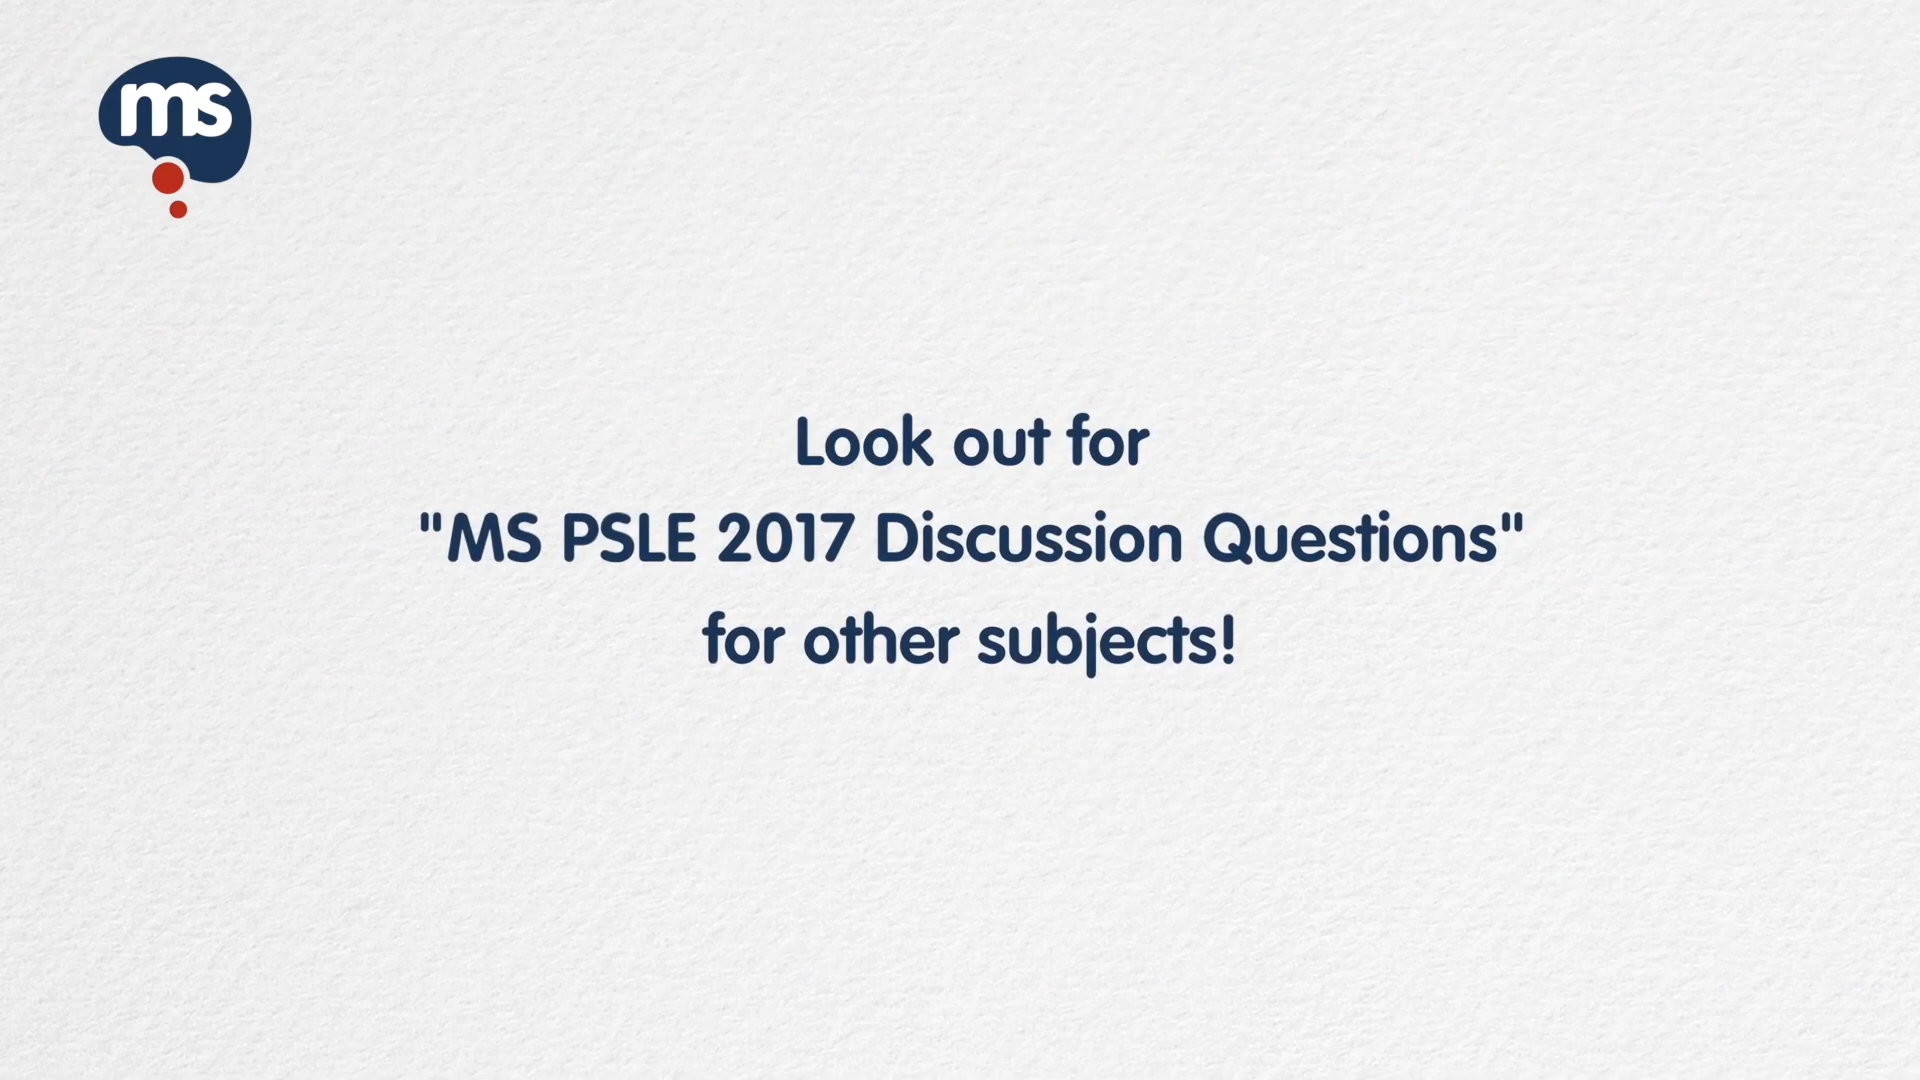 ms
Look out for
"MS PSLE 2017 Discussion Questions"
for other subjects!